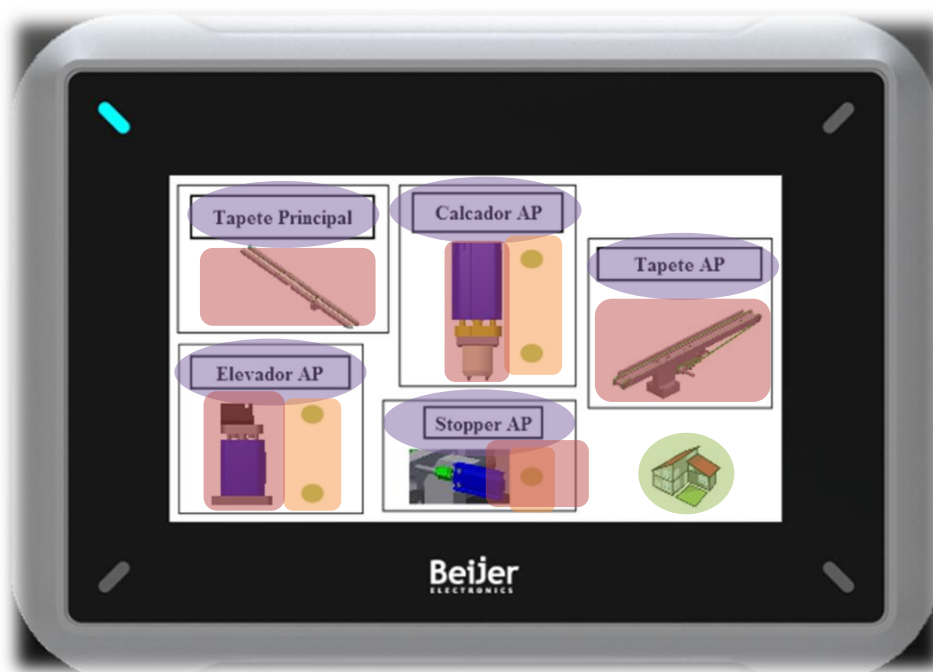 Tapete Principal
Calcador AP
Tapete AP
Elevador AP
Stopper AP
Beijer
ELECTRONICS